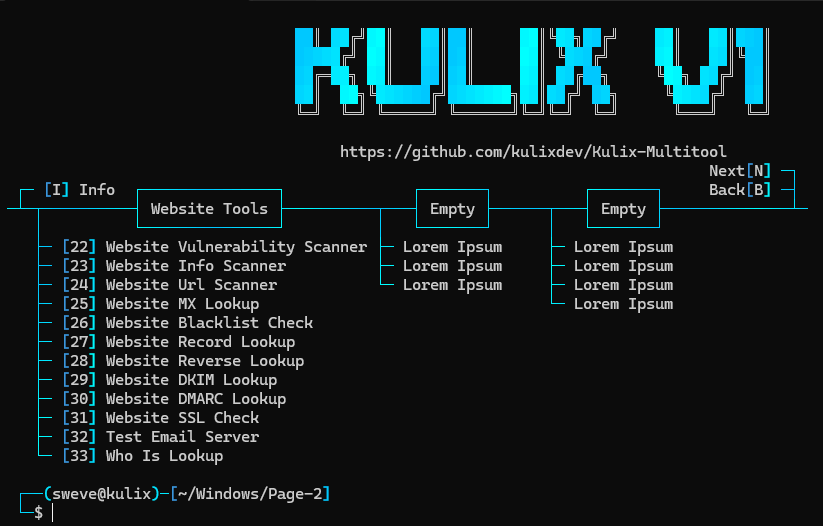 KULIX V1
https://github.com/kulixdev/Kulix-Multitool
Next[N]
[I] Info
Back[B]
Website Tools
Empty
Empty
[22] Website Vulnerability Scanner
[23] Website Info Scanner
[24] Website Url Scanner
[25] Website MX Lookup
[26] Website Blacklist Check
[27] Website Record Lookup
[28] Website Reverse Lookup
[29] Website DKIM Lookup
[30] Website DMARC Lookup
[31] Website SSL Check
[32] Test Email Server
[33] Who Is Lookup
Lorem Ipsum
Lorem Ipsum
Lorem Ipsum
Lorem Ipsum
Lorem Ipsum
Lorem Ipsum
Lorem Ipsum
(sweve@kulix)-[~/Windows/Page-2]
$